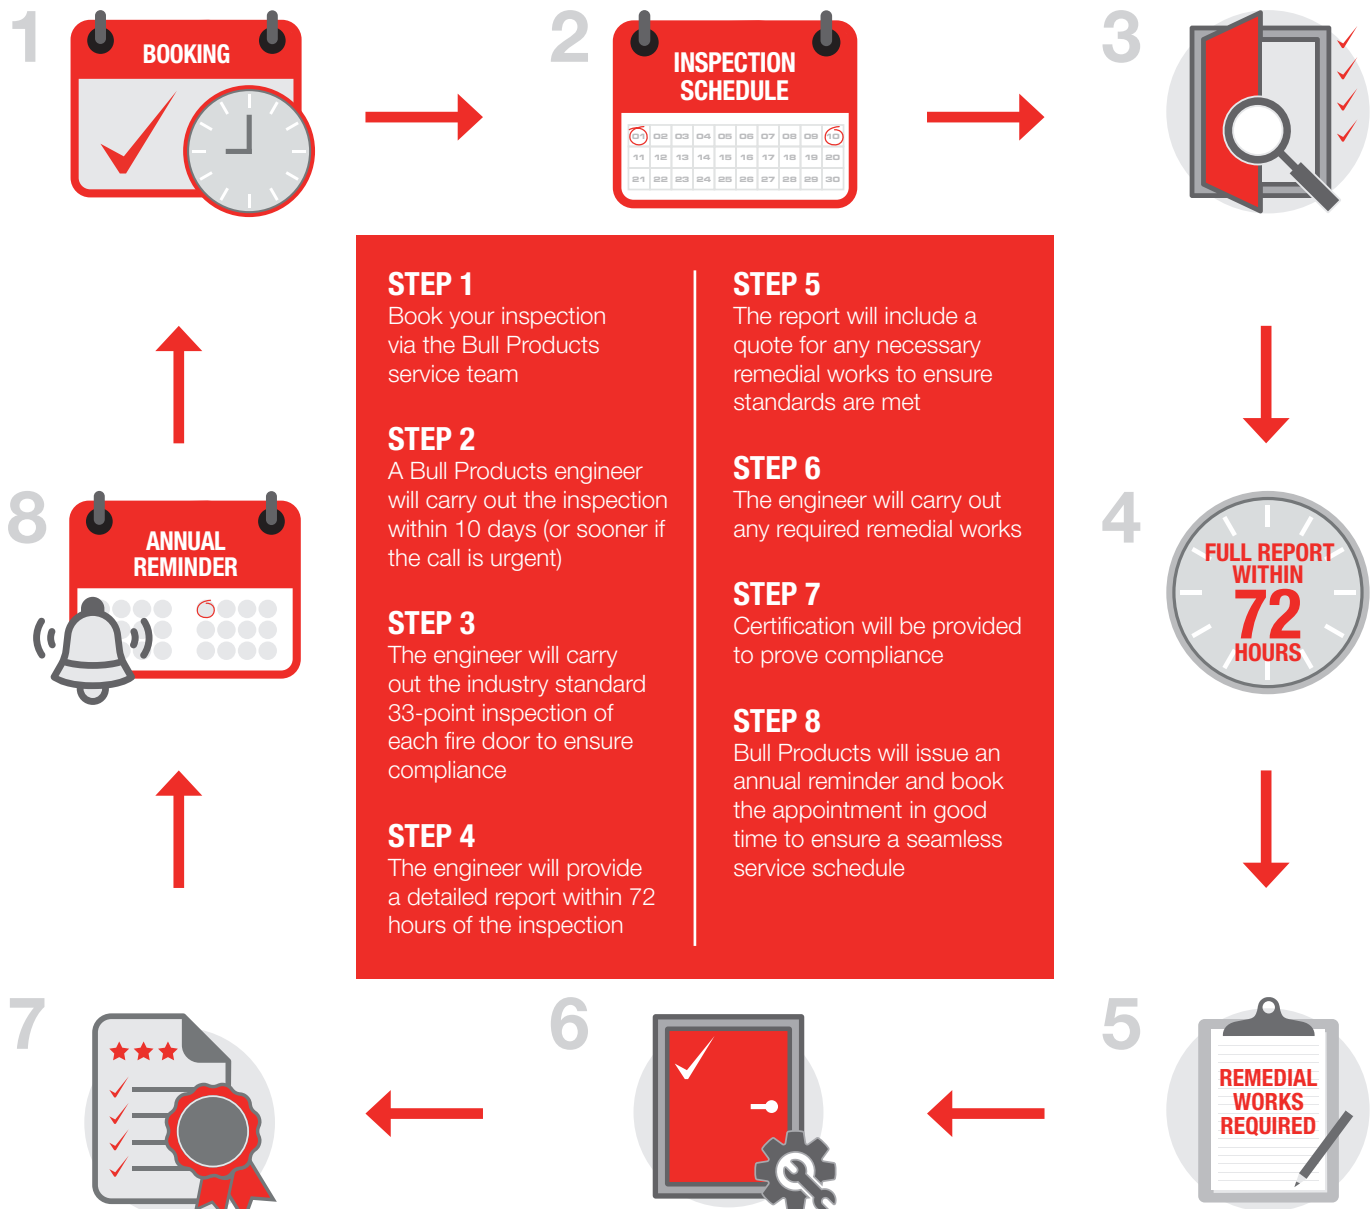 1
BOOKING
2
INSPECTION
SCHEDULE
01 02 03 04 05 06 07 08 09 10
11 12 13 14 15 16 17 18 19 20
21 22 23 24 25 26 27 28 29 30
3
STEP 1
Book your inspection
via the Bull Products
service team
STEP 2
A Bull Products engineer
will carry out the inspection
within 10 days (or sooner if
the call is urgent)
STEP 3
The engineer will carry
out the industry standard
33-point inspection of
each fire door to ensure
compliance
STEP 4
The engineer will provide
a detailed report within 72
hours of the inspection
STEP 5
The report will include a
quote for any necessary
remedial works to ensure
standards are met
STEP 6
The engineer will carry out
any required remedial works
STEP 7
Certification will be provided
to prove compliance
STEP 8
Bull Products will issue an
annual reminder and book
the appointment in good
time to ensure a seamless
service schedule
4
FULL REPORT
WITHIN
72
HOURS
5
REMEDIAL
WORKS
REQUIRED
6
7
8
ANNUAL
REMINDER